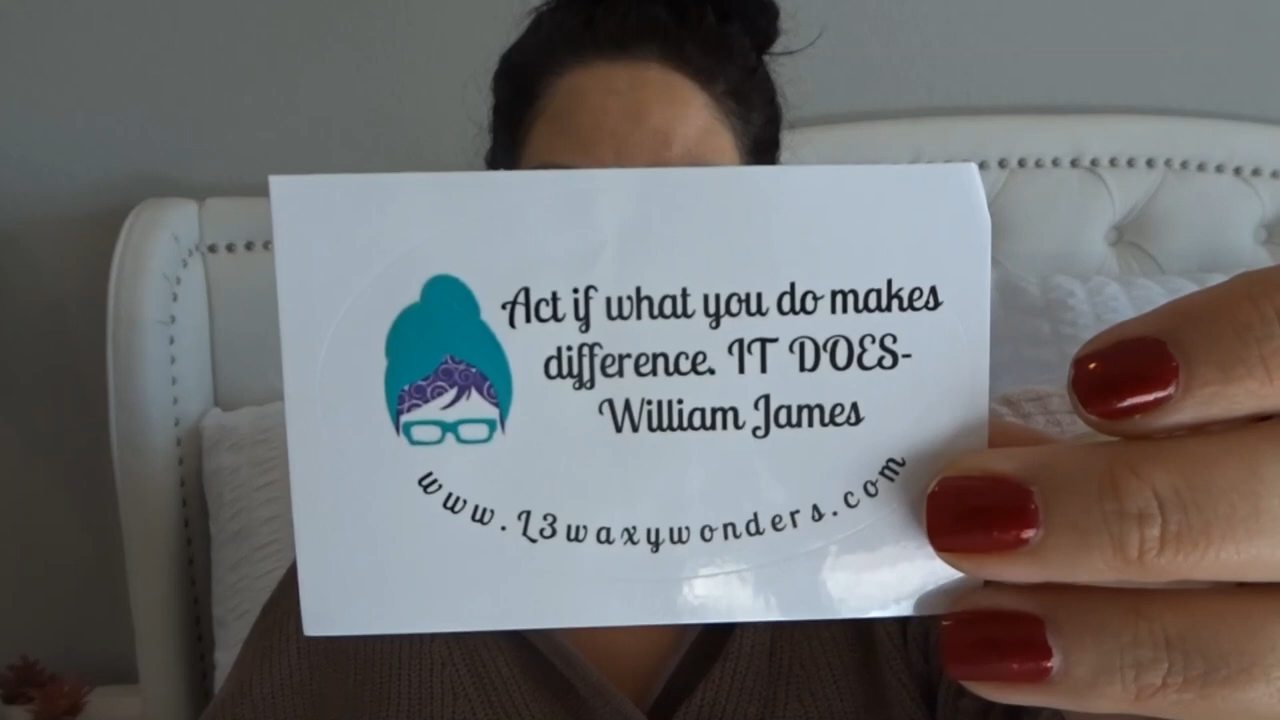 Act if what you do makes
difference. IT DOES-
William James
www.L3waxywonders.com